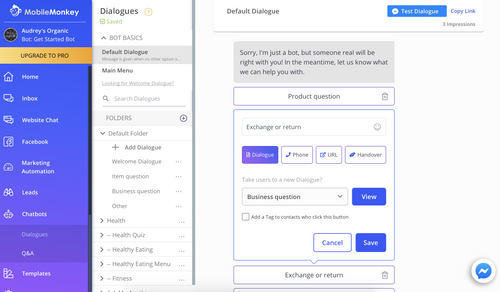 MobileMonkey
Audrey's Organic
Bot: Get Started Bot
UPGRADE TO PRO
Home
Inbox
Website Chat
Facebook
Marketing
Automation
Leads
Chatbots
Dialogues
Q&A
Templates
Dialogues
Saved
BOT BASICS
Default Dialogue
Message is given when no other option is...
Main Menu
Looking for Welcome Dialogue?
Search Dialogues
FOLDERS
Default Folder
Add Dialogue
Welcome Dialogue
Item question
Business question
Other
Health
-- Health Quiz
-- Healthy Eating
-- Healthy Eating Menu
-- Fitness
Default Dialogue
Test Dialogue
Copy Link
3 Impressions
Sorry, I'm just a bot, but someone real will be
right with you! In the meantime, let us know what
we can help you with.
Product question
Exchange or return
Dialogue
Phone
URL
Handover
Take users to a new Dialogue?
Business question
View
Add a Tag to contacts who click this button
Cancel
Save
Exchange or return